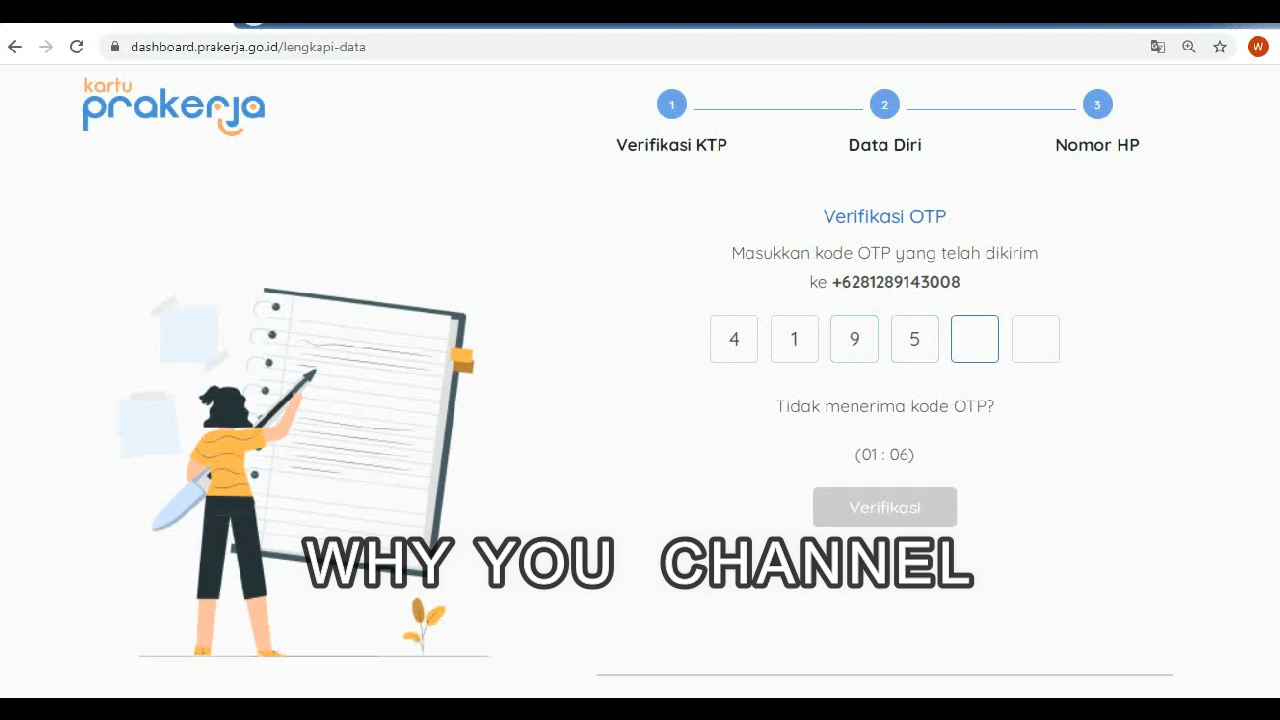 dashboard.prakerja.go.id/lengkapi-data
W
kartu
prakerja
1
2
3
Verifikasi KTP
Data Diri
Nomor HP
Verifikasi OTP
Masukkan kode OTP yang telah dikirim
ke +6281289143008
4 1 9 5
Tidak menerima kode OTP?
(01 : 06)
Verifikasi
WHY YOU CHANNEL